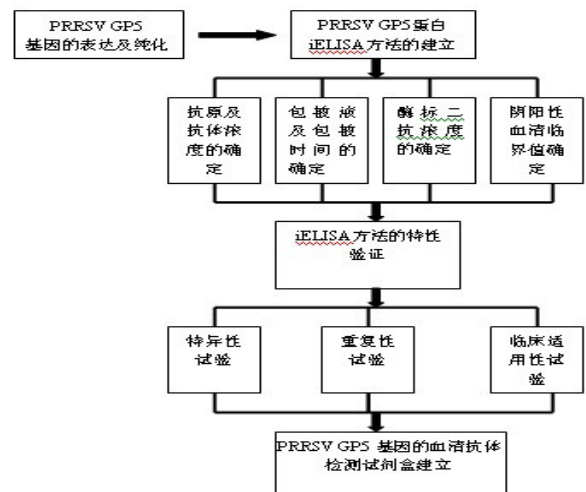 PRRSV GP5
基因的表达及纯化
PRRSV GP5蛋白
iELISA方法的建立
抗原及
抗体浓
度的确
定
包被液
及包被
时间的
确定
酶标二
抗浓度
的确定
阴阳性
血清临
界值确
定
iELISA方法的特性
验证
特异性
试验
重复性
试验
临床适
用性试
验
PRRSV GP5 基因的血清抗体
检测试剂盒建立